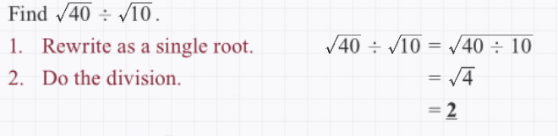 Find √40 ÷ √10.
1. Rewrite as a single root. √40 ÷ √10 = √(40 ÷ 10)
2. Do the division. = √4
= 2